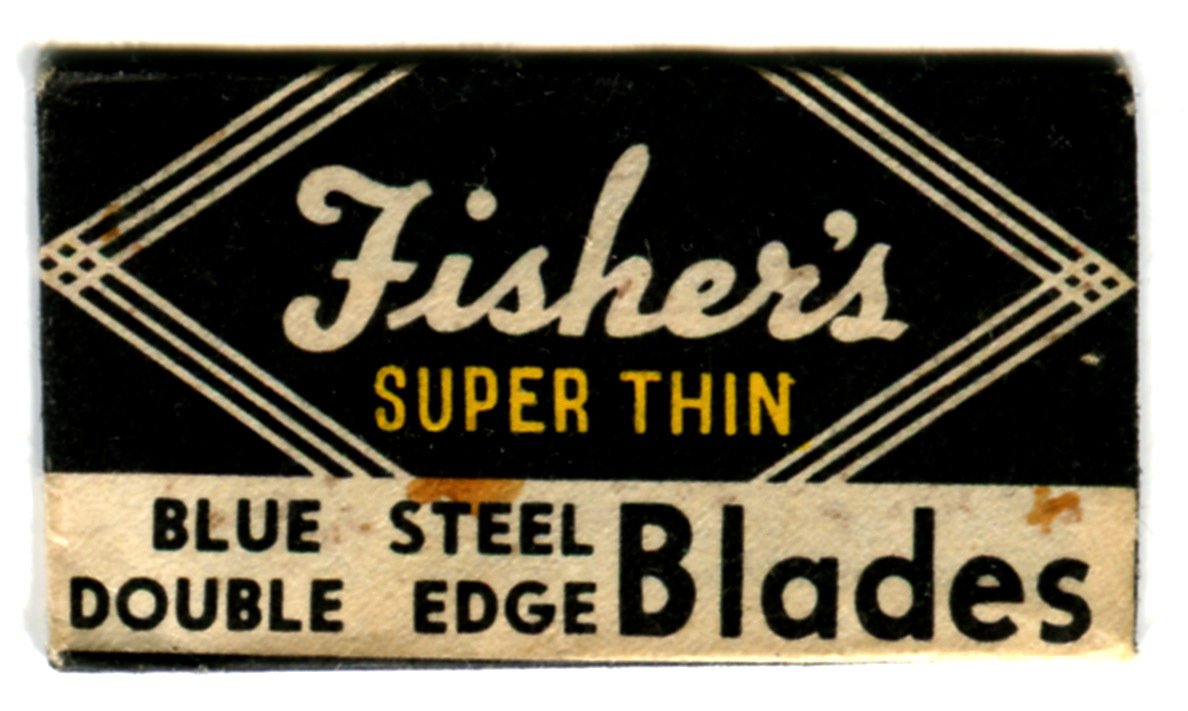 Fisher's
SUPER THIN
BLUE STEEL
DOUBLE EDGE
Blades